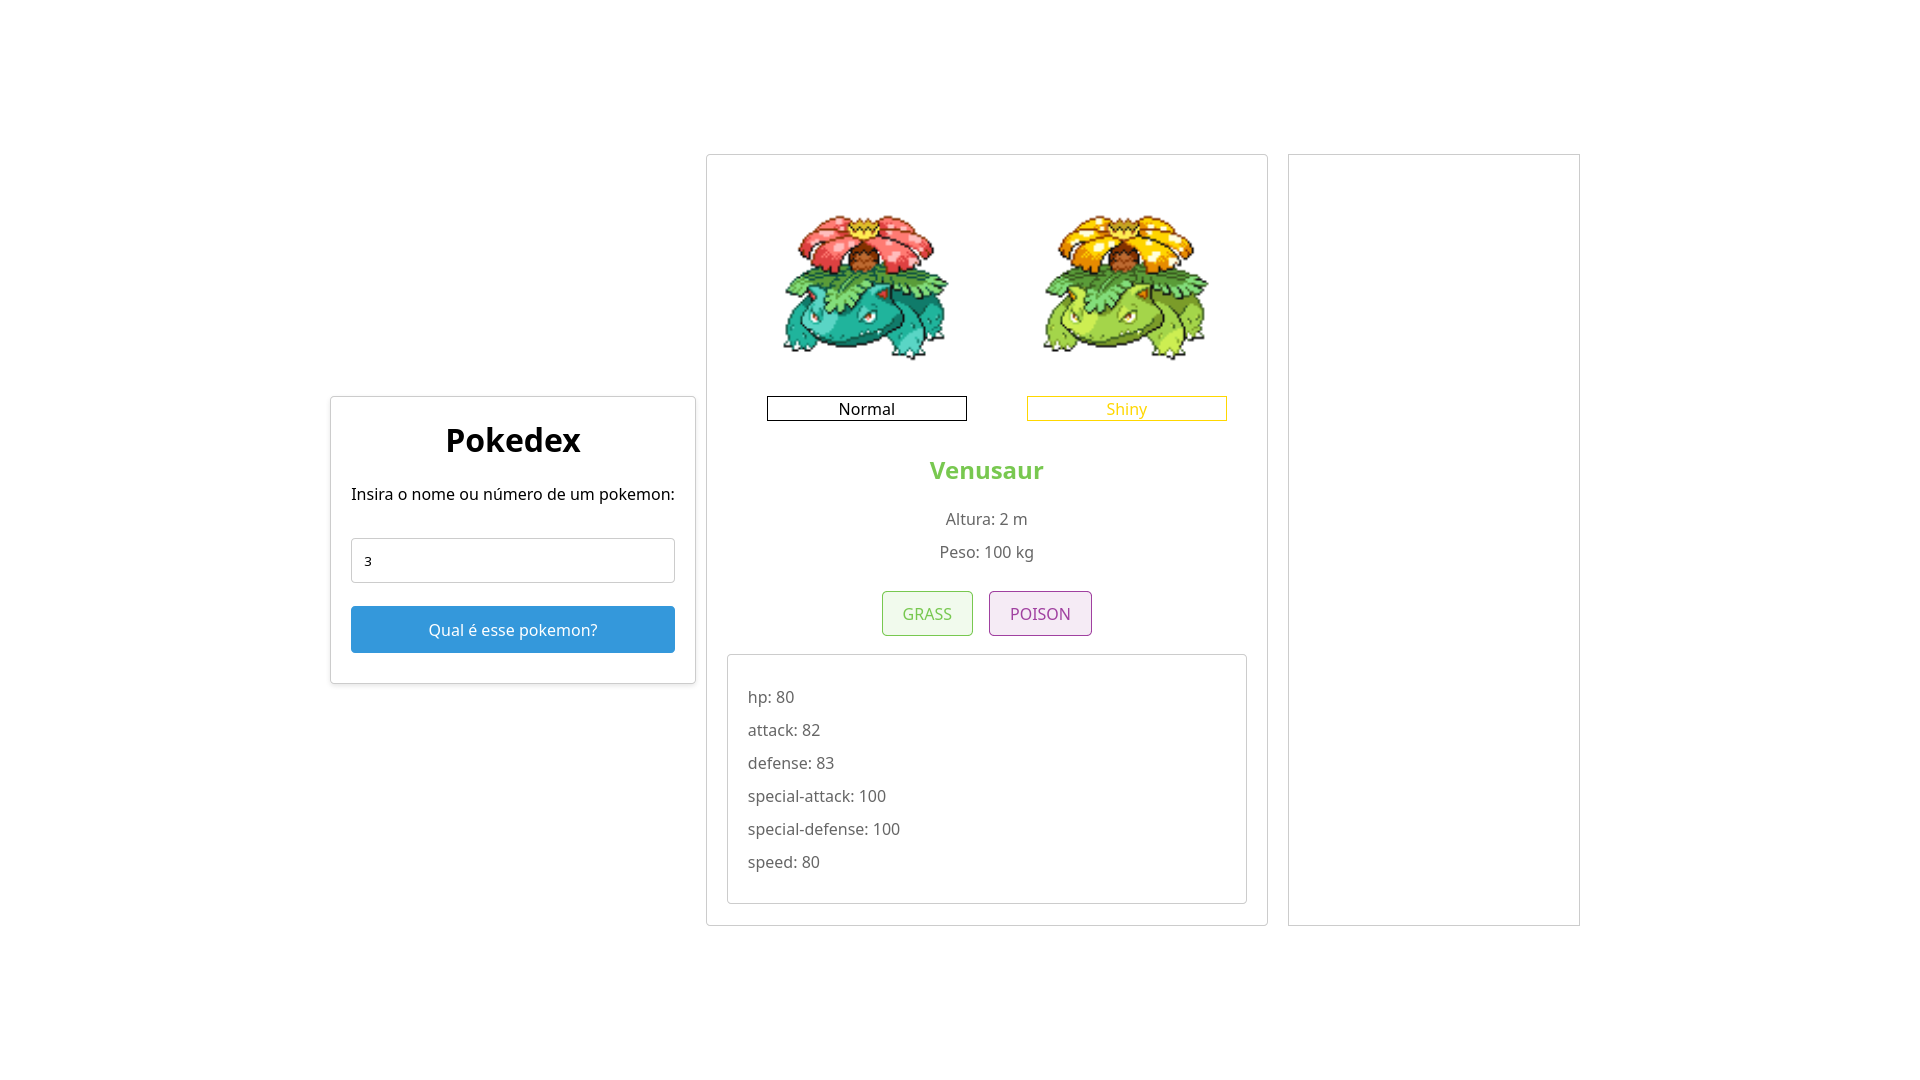 Pokedex
Insira o nome ou número de um pokemon:
3
Qual é esse pokemon?
Normal
Shiny
Venusaur
Altura: 2 m
Peso: 100 kg
GRASS
POISON
hp: 80
attack: 82
defense: 83
special-attack: 100
special-defense: 100
speed: 80